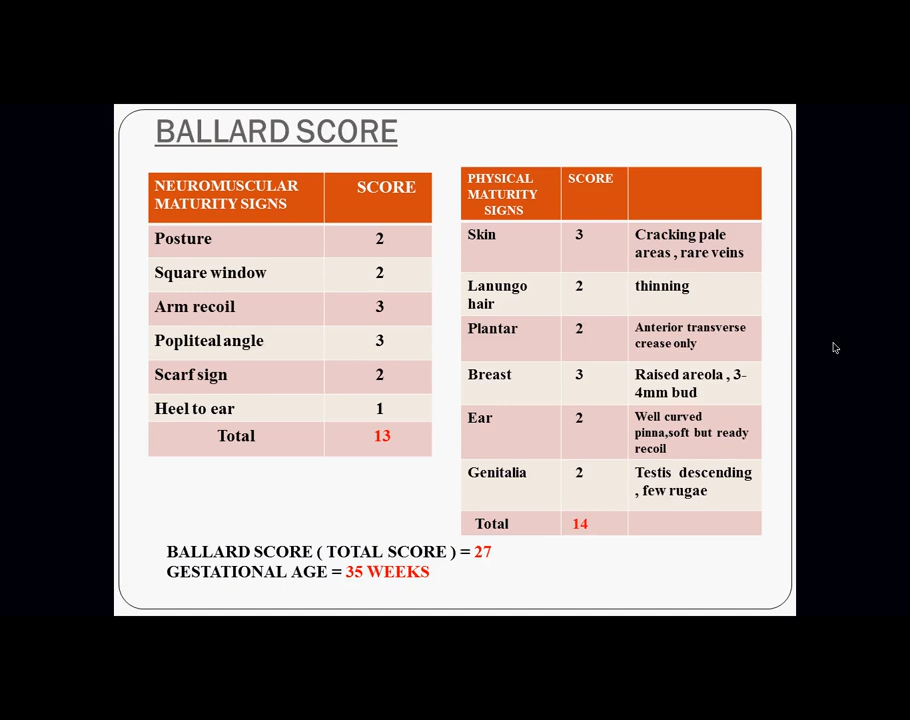 BALLARD SCORE
NEUROMUSCULAR MATURITY SIGNS SCORE
Posture 2
Square window 2
Arm recoil 3
Popliteal angle 3
Scarf sign 2
Heel to ear 1
Total 13
PHYSICAL MATURITY SIGNS SCORE
Skin 3 Cracking pale areas , rare veins
Lanungo hair 2 thinning
Plantar 2 Anterior transverse crease only
Breast 3 Raised areola , 3-4mm bud
Ear 2 Well curved pinna,soft but ready recoil
Genitalia 2 Testis descending , few rugae
Total 14
BALLARD SCORE ( TOTAL SCORE ) = 27
GESTATIONAL AGE = 35 WEEKS